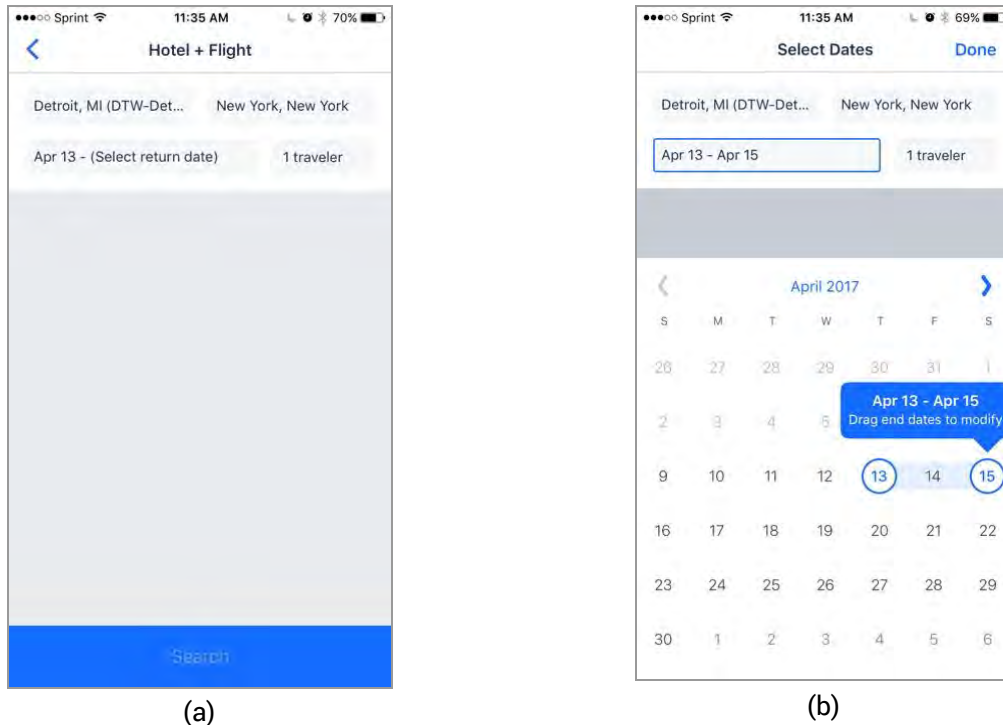 Sprint 11:35 AM 70%
Hotel + Flight
Detroit, MI (DTW-Det... New York, New York
Apr 13 - (Select return date) 1 traveler
Search
(a)
Sprint 11:35 AM 69%
Select Dates Done
Detroit, MI (DTW-Det... New York, New York
Apr 13 - Apr 15 1 traveler
April 2017
S M T W T F S
26 27 28 29 30 31 1
Apr 13 - Apr 15
Drag end dates to modify
2 3 4 5
9 10 11 12 13 14 15
16 17 18 19 20 21 22
23 24 25 26 27 28 29
30 1 2 3 4 5 6
(b)